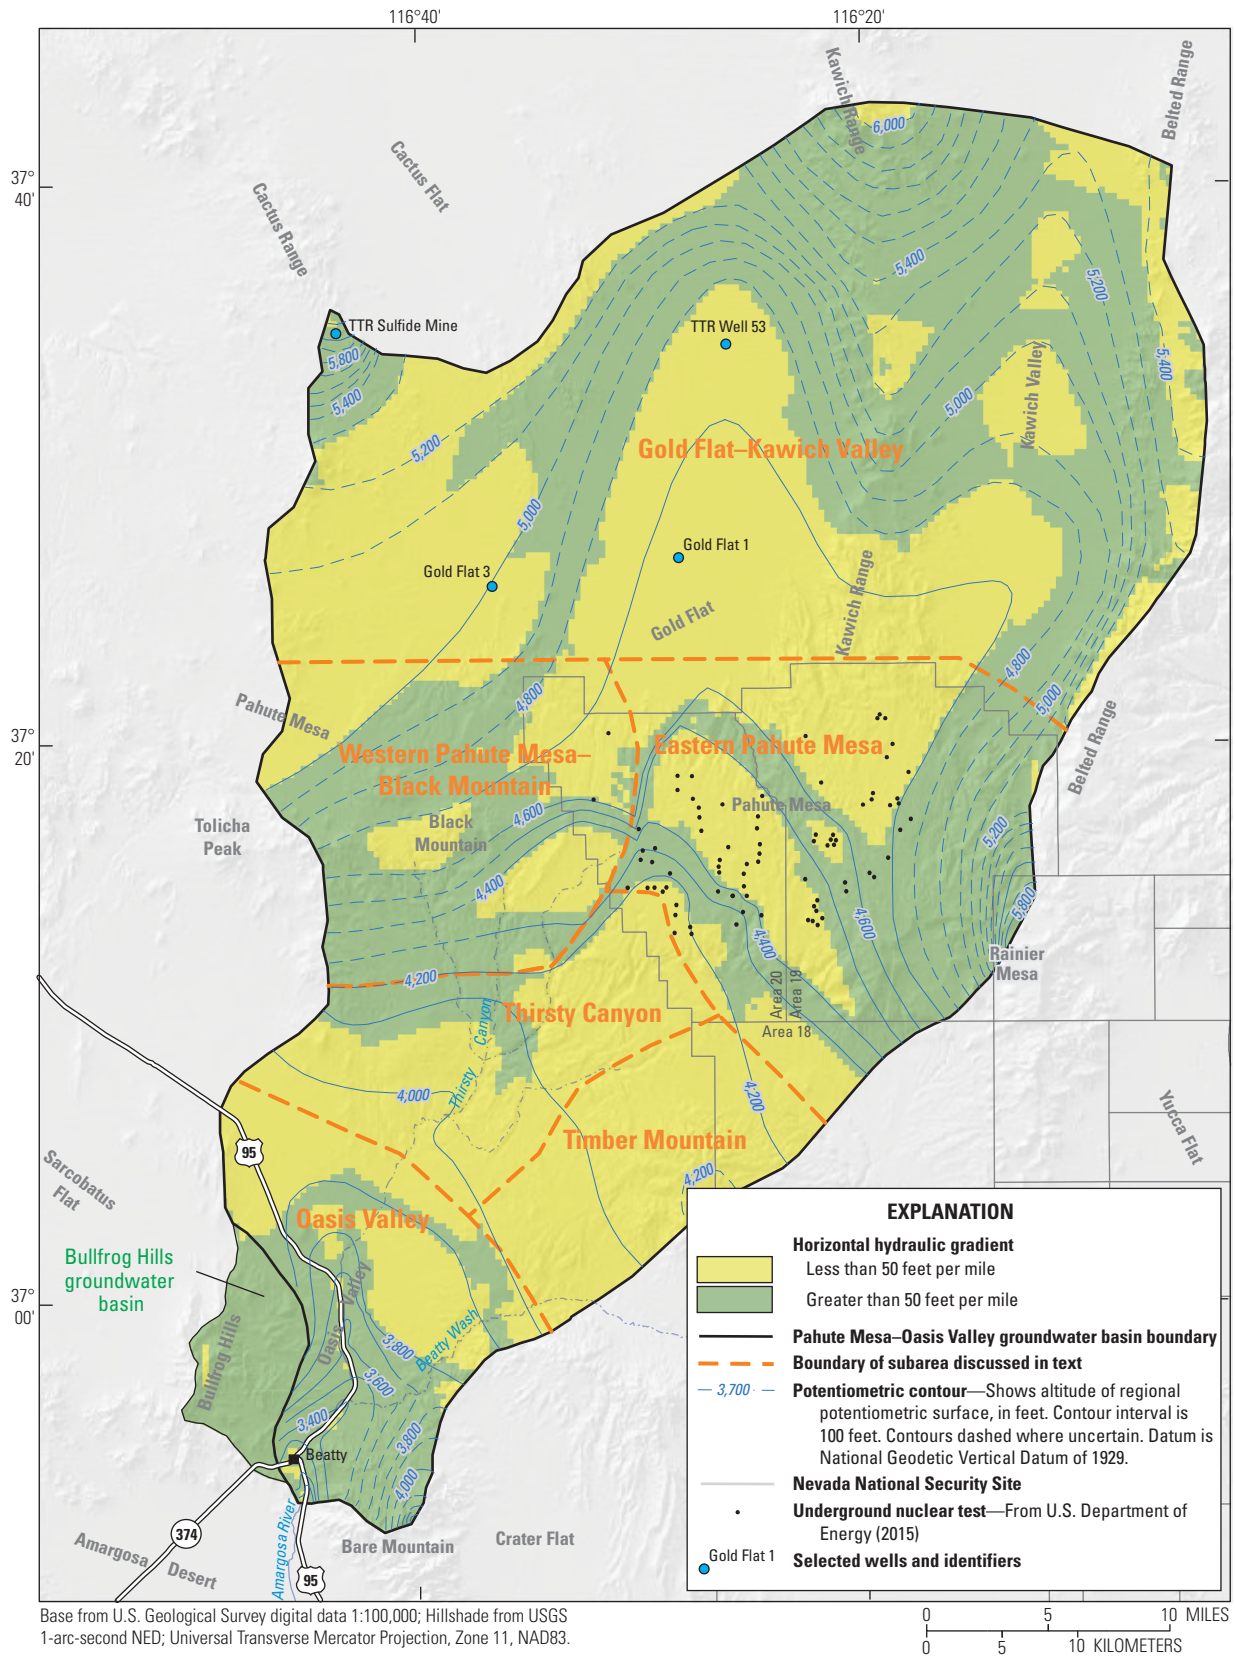 116°40'
116°20'
Kawich Range
Belted Range
6,000
Cactus Flat
37°
40'
Cactus Range
5,400
5,200
TTR Sulfide Mine
TTR Well 53
5,800
5,400
5,400
Kawich Valley
5,000
5,200
Gold Flat–Kawich Valley
5,000
Gold Flat 1
Gold Flat 3
Kawich Range
Gold Flat
4,800
4,800
5,000
Pahute Mesa
Belted Range
37°
20'
Western Pahute Mesa–
Black Mountain
Eastern Pahute Mesa
Pahute Mesa
4,600
Tolicha
Peak
Black
Mountain
5,200
4,400
5,800
4,600
4,400
Rainier
Mesa
4,200
Area 20
Area 19
Thirsty Canyon
Area 18
Canyon
Thirsty
4,000
4,200
Yucca Flat
Timber Mountain
95
Sarcobatus
Flat
4,200
Oasis Valley
Bullfrog Hills
groundwater
basin
37°
00'
Oasis Valley
Bullfrog Hills
3,800
Beatty Wash
3,600
3,400
3,800
Beatty
4,000
374
Amargosa River
Bare Mountain
Crater Flat
Amargosa Desert
95
EXPLANATION
Horizontal hydraulic gradient
Less than 50 feet per mile
Greater than 50 feet per mile
Pahute Mesa–Oasis Valley groundwater basin boundary
Boundary of subarea discussed in text
3,700 Potentiometric contour—Shows altitude of regional
potentiometric surface, in feet. Contour interval is
100 feet. Contours dashed where uncertain. Datum is
National Geodetic Vertical Datum of 1929.
Nevada National Security Site
Underground nuclear test—From U.S. Department of
Energy (2015)
Gold Flat 1 Selected wells and identifiers
Base from U.S. Geological Survey digital data 1:100,000; Hillshade from USGS
1-arc-second NED; Universal Transverse Mercator Projection, Zone 11, NAD83.
0 5 10 MILES
0 5 10 KILOMETERS